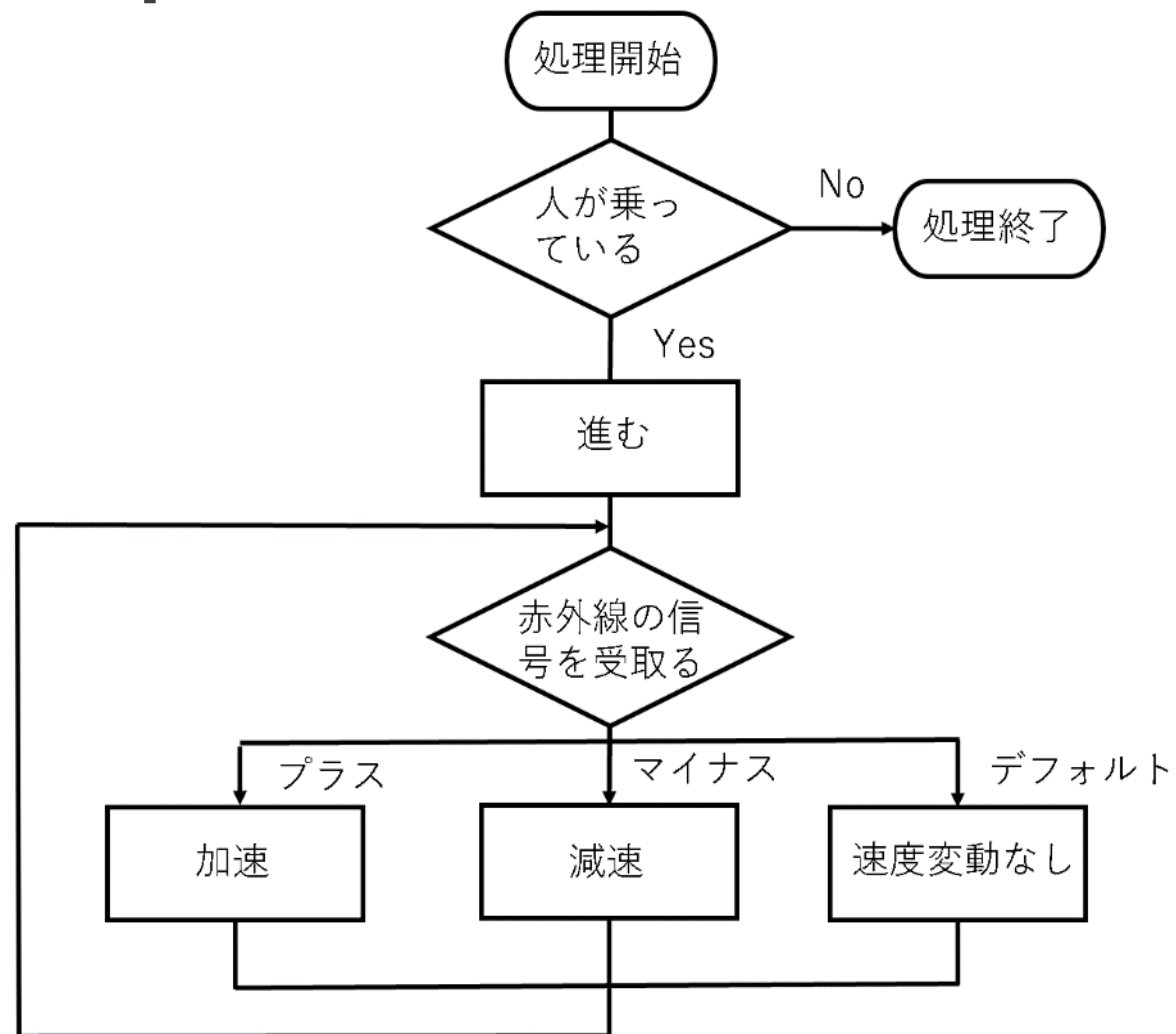 処理開始
人が乗っ
ている
No
処理終了
Yes
進む
赤外線の信
号を受取る
プラス
マイナス
デフォルト
加速
減速
速度変動なし